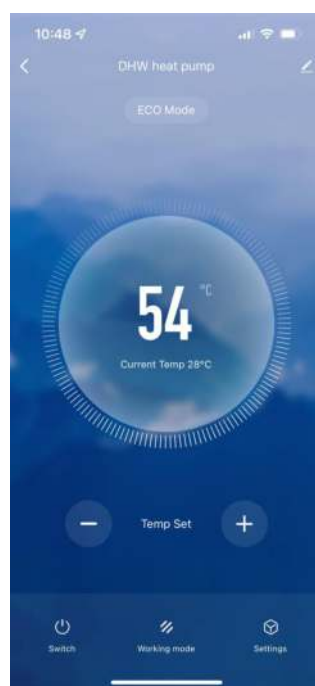 10:48
DHW heat pump
ECO Mode
54 °C
Current Temp 28°C
Temp Set
Switch
Working mode
Settings